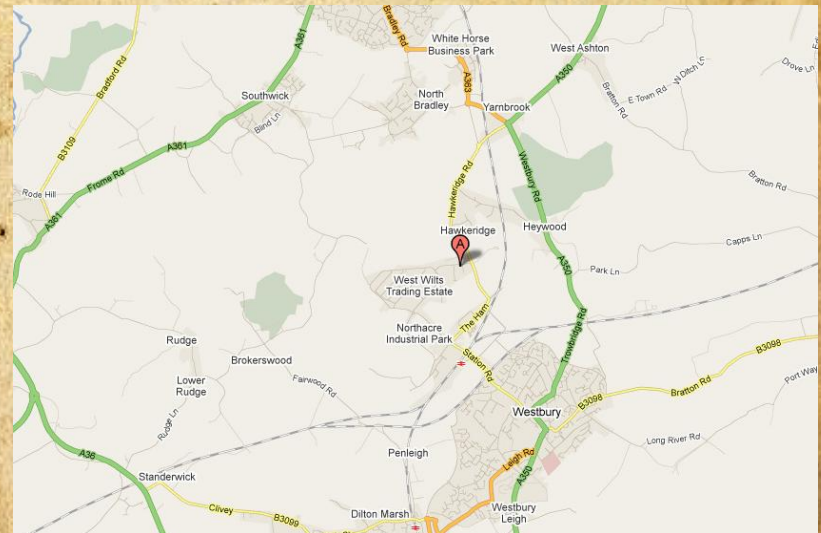 A361
Bradley Rd
White Horse
Business Park
West Ashton
A350
Drove Ln
Bradford Rd
A363
W Ditch Ln
E Town Rd
Southwick
North
Bradley
Yarnbrook
Bratton Rd
Blind Ln
B3109
A361
Westbury Rd
Frome Rd
Hawkeridge Rd
Bratton Rd
Rode Hill
A361
Hawkeridge
Heywood
A
Capps Ln
A350
Park Ln
West Wilts
Trading Estate
The Ham
Northacre
Industrial Park
Trowbridge Rd
Rudge
Station Rd
B3098
Brokerswood
Lower
Rudge
Fairwood Rd
Bratton Rd
Port Way
B3098
Westbury
Rudge Ln
Long River Rd
A36
Penleigh
Leigh Rd
Standerwick
A350
Clivey
B3099
Dilton Marsh
Westbury
Leigh